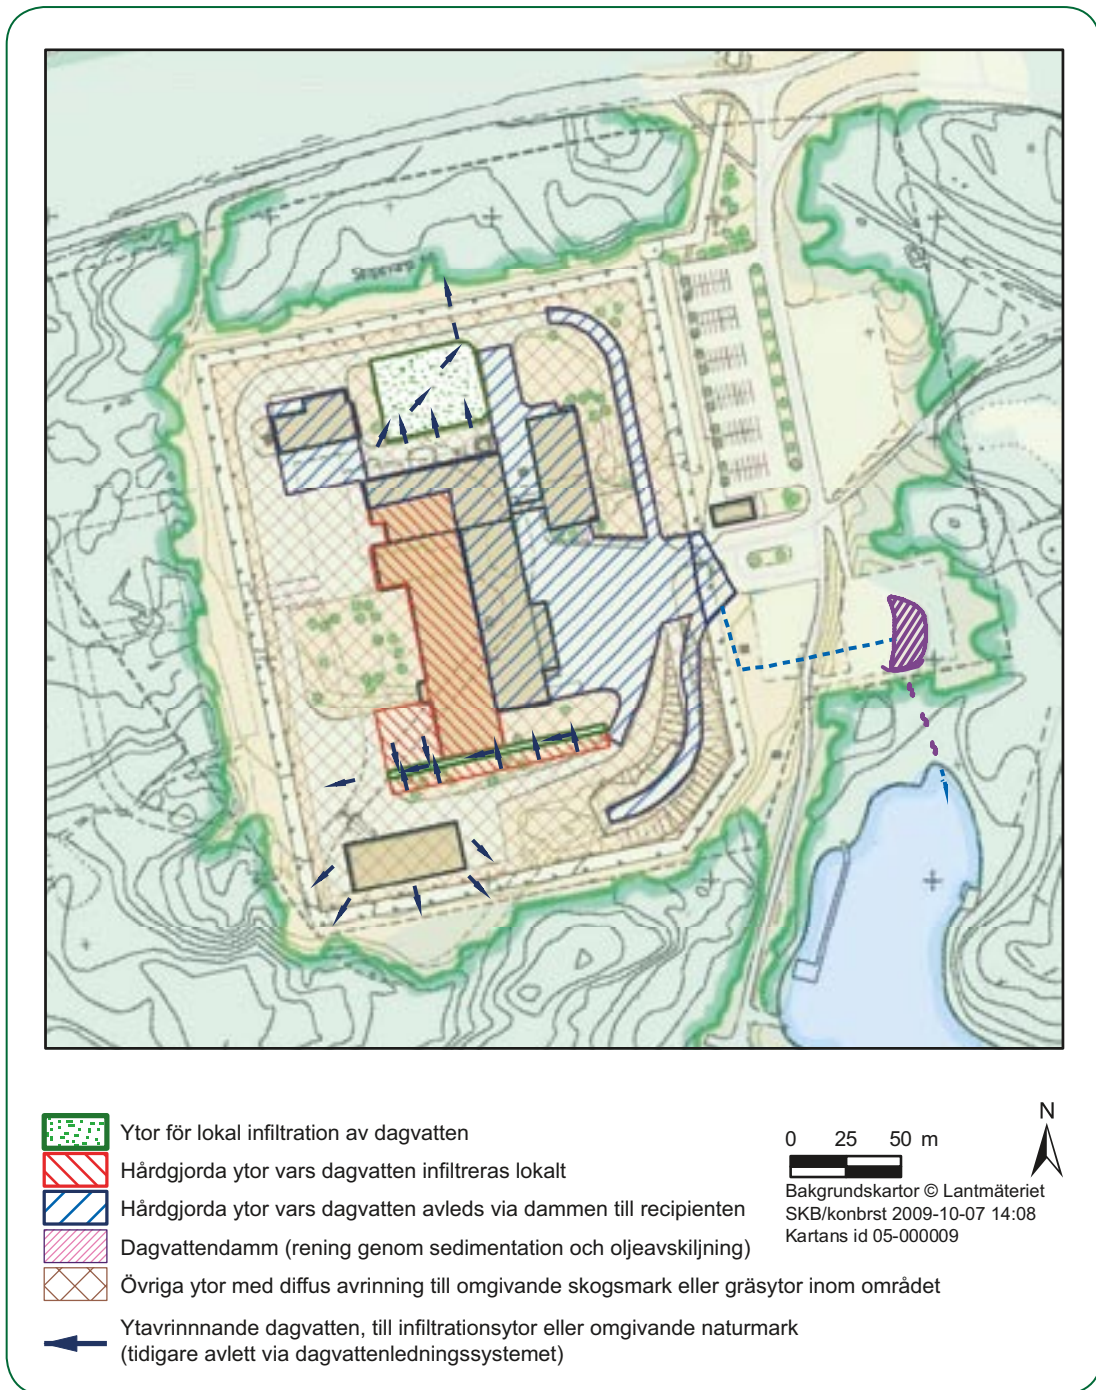 Ytor för lokal infiltration av dagvatten
Hårdgjorda ytor vars dagvatten infiltreras lokalt
Hårdgjorda ytor vars dagvatten avleds via dammen till recipienten
Dagvattendamm (rening genom sedimentation och oljeavskiljning)
Övriga ytor med diffus avrinning till omgivande skogsmark eller gräsytor inom området
Ytavrinnnande dagvatten, till infiltrationsytor eller omgivande naturmark
(tidigare avlett via dagvattenledningssystemet)
N
0 25 50 m
Bakgrundskartor © Lantmäteriet
SKB/konbrst 2009-10-07 14:08
Kartans id 05-000009